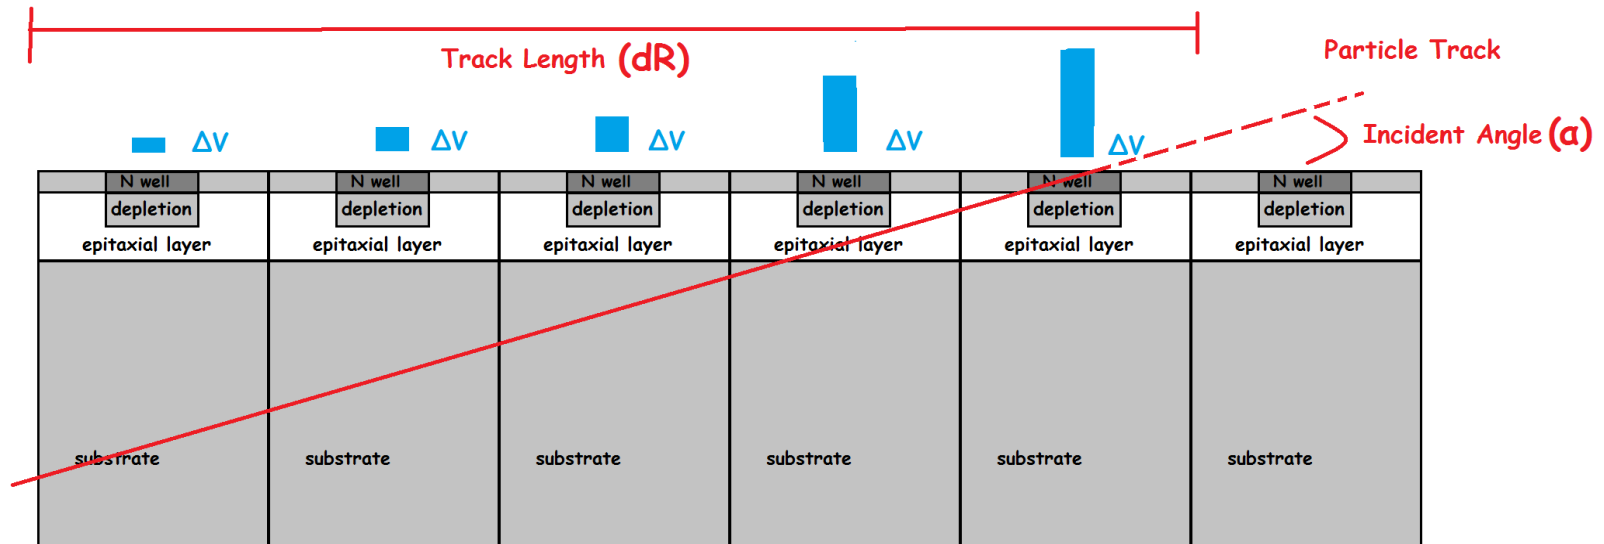 Track Length (dR)
Particle Track
Incident Angle (α)
ΔV
ΔV
ΔV
ΔV
ΔV
N well
N well
N well
N well
N well
N well
depletion
depletion
depletion
depletion
depletion
depletion
epitaxial layer
epitaxial layer
epitaxial layer
epitaxial layer
epitaxial layer
epitaxial layer
substrate
substrate
substrate
substrate
substrate
substrate